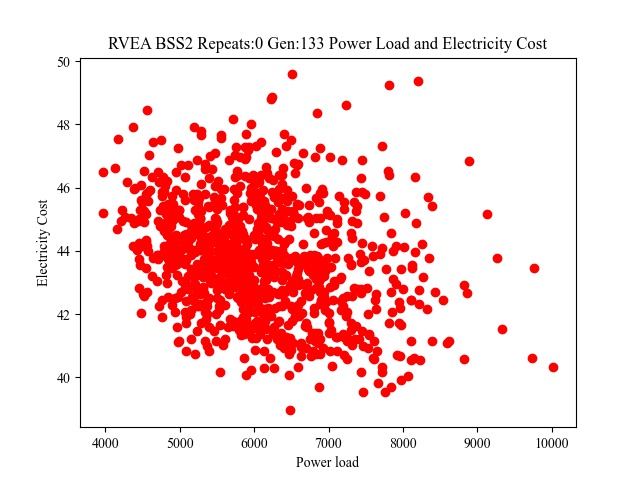 RVEA BSS2 Repeats:0 Gen:133 Power Load and Electricity Cost
50
48
46
44
42
40
Electricity Cost
4000 5000 6000 7000 8000 9000 10000
Power load